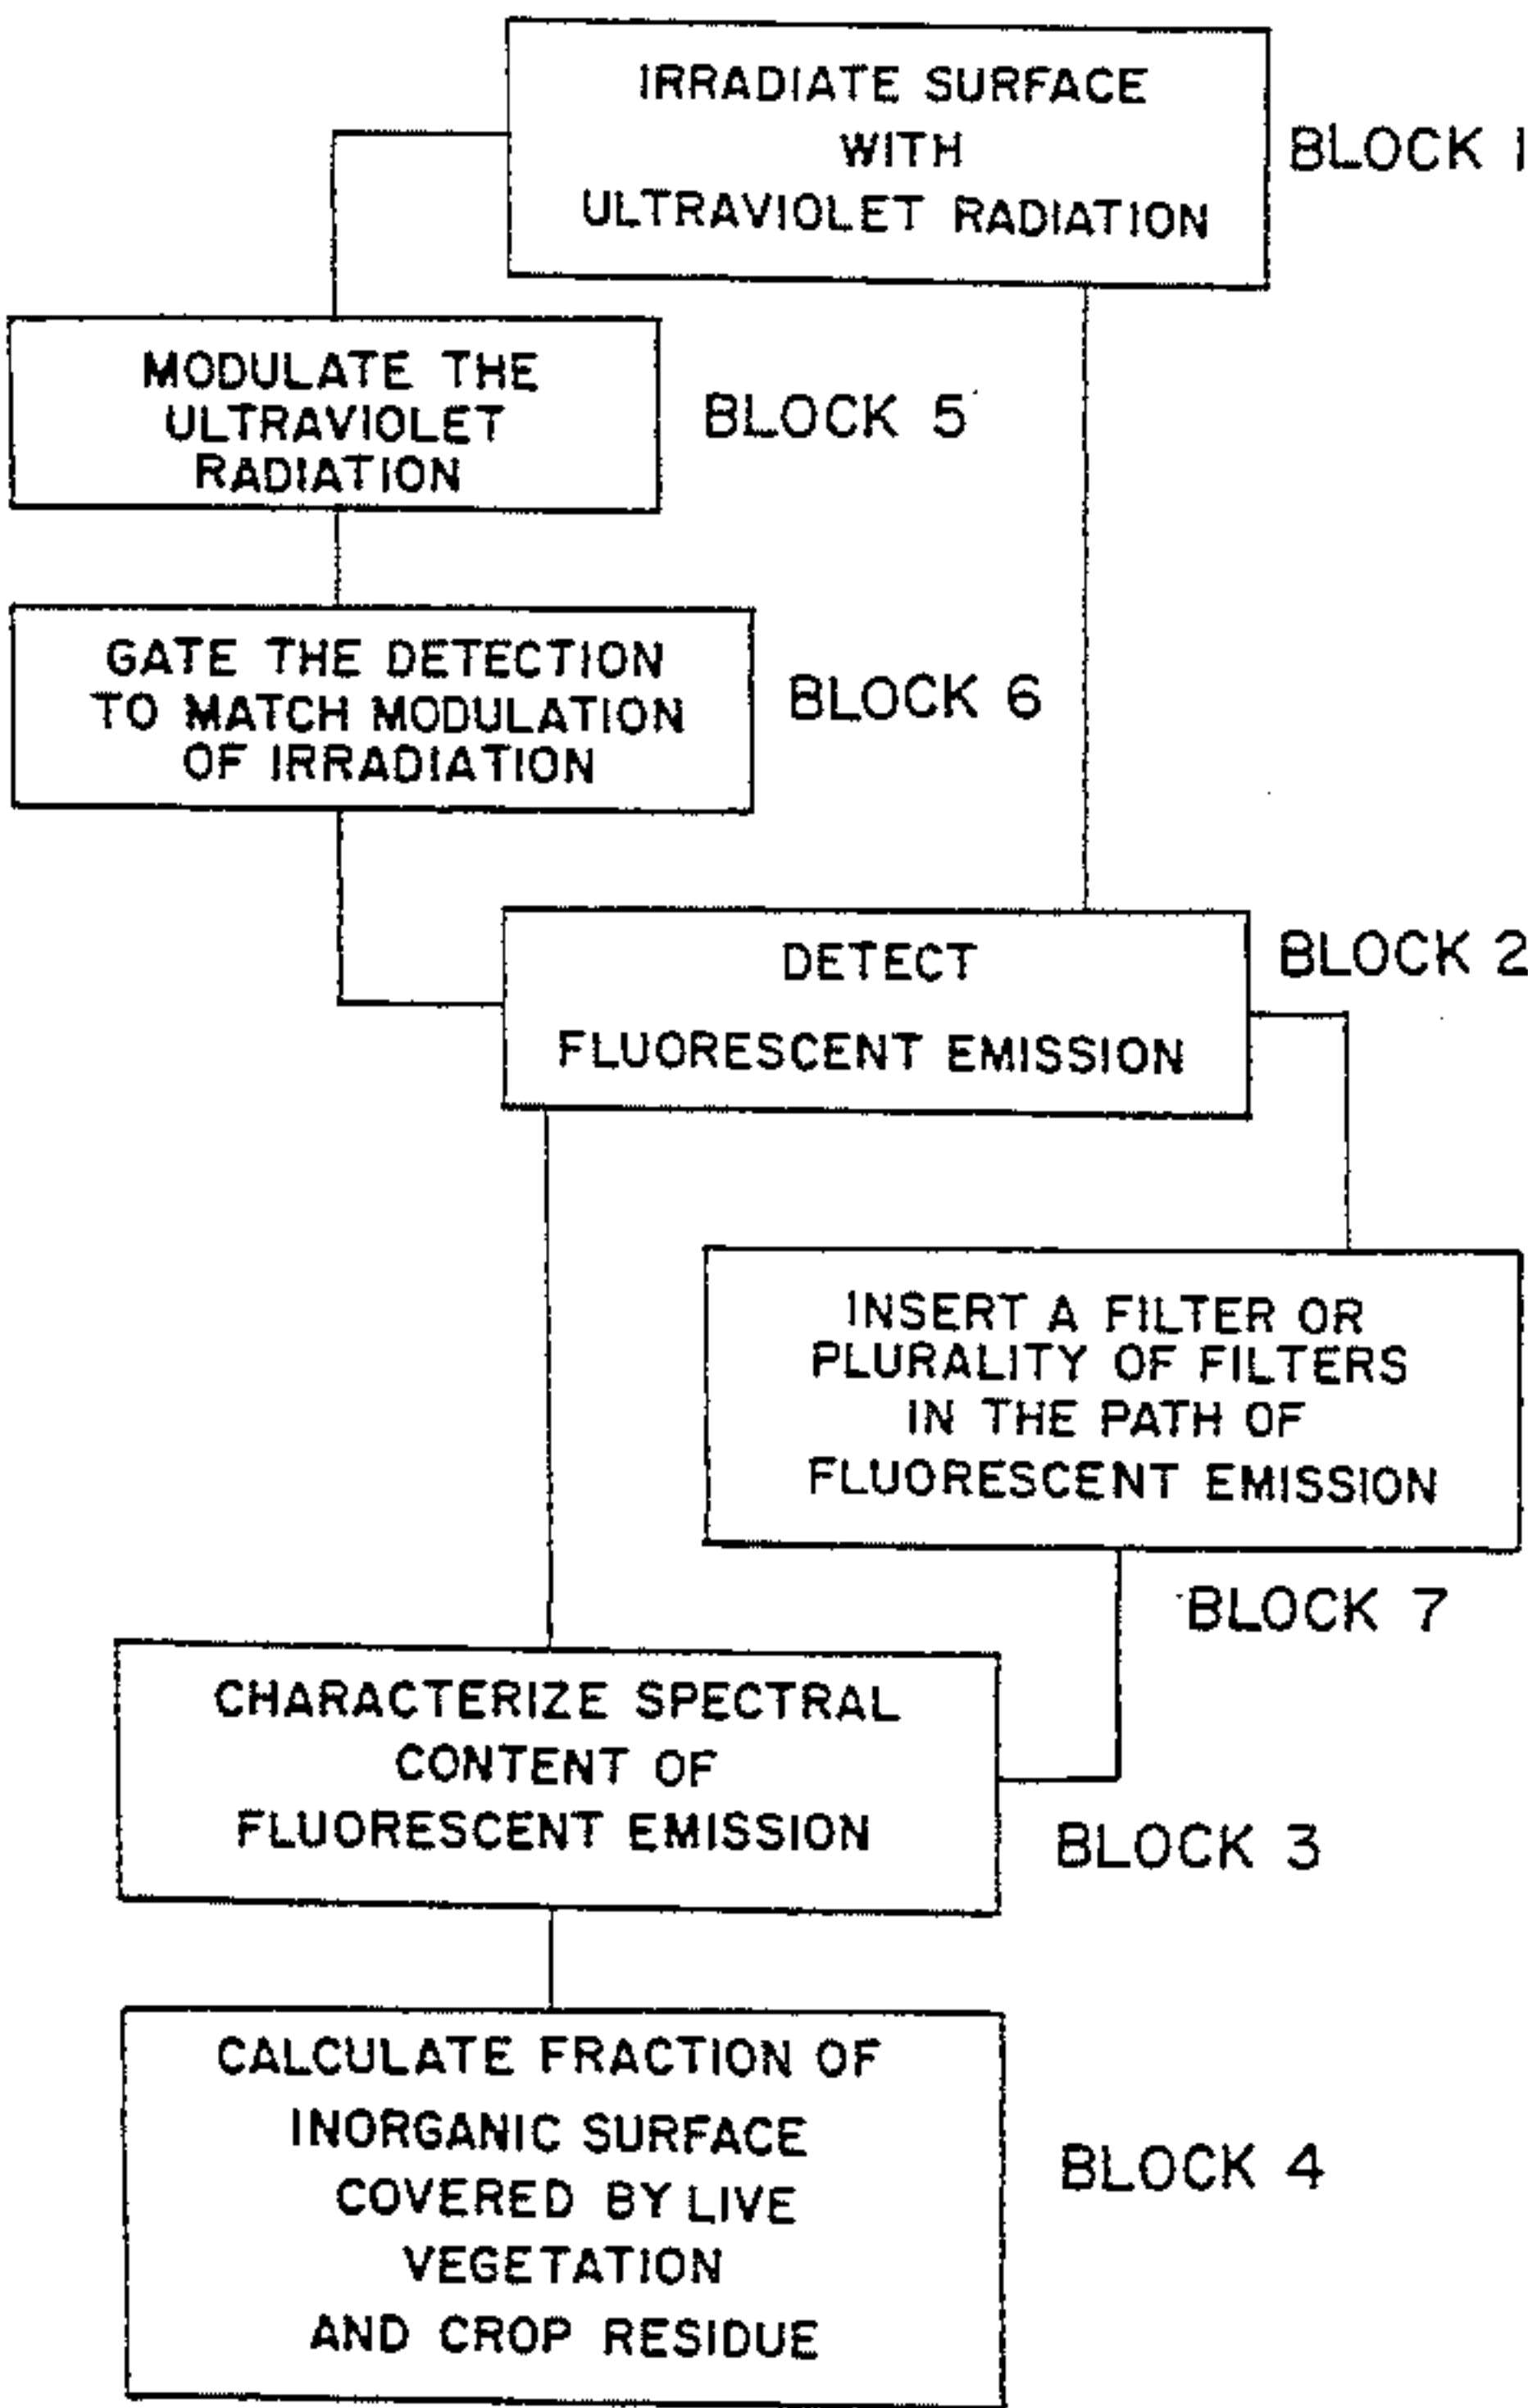 IRRADIATE SURFACE
WITH
ULTRAVIOLET RADIATION
BLOCK 1
MODULATE THE
ULTRAVIOLET
RADIATION
BLOCK 5
GATE THE DETECTION
TO MATCH MODULATION
OF IRRADIATION
BLOCK 6
DETECT
FLUORESCENT EMISSION
BLOCK 2
INSERT A FILTER OR
PLURALITY OF FILTERS
IN THE PATH OF
FLUORESCENT EMISSION
BLOCK 7
CHARACTERIZE SPECTRAL
CONTENT OF
FLUORESCENT EMISSION
BLOCK 3
CALCULATE FRACTION OF
INORGANIC SURFACE
COVERED BY LIVE
VEGETATION
AND CROP RESIDUE
BLOCK 4